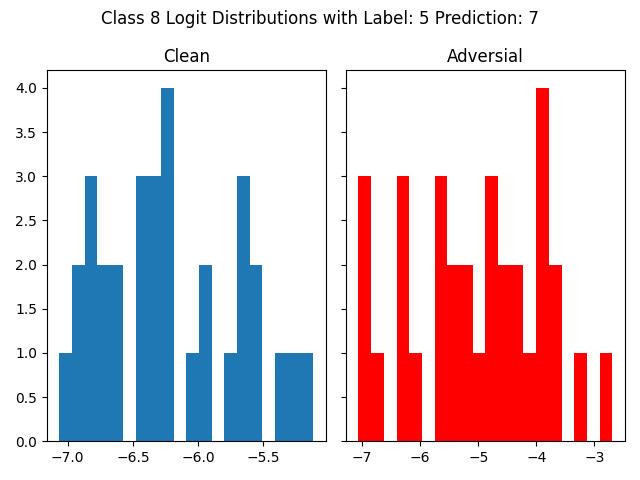 Class 8 Logit Distributions with Label: 5 Prediction: 7
Clean
Adversial
4.0
3.5
3.0
2.5
2.0
1.5
1.0
0.5
0.0
−7.0 −6.5 −6.0 −5.5
−7 −6 −5 −4 −3